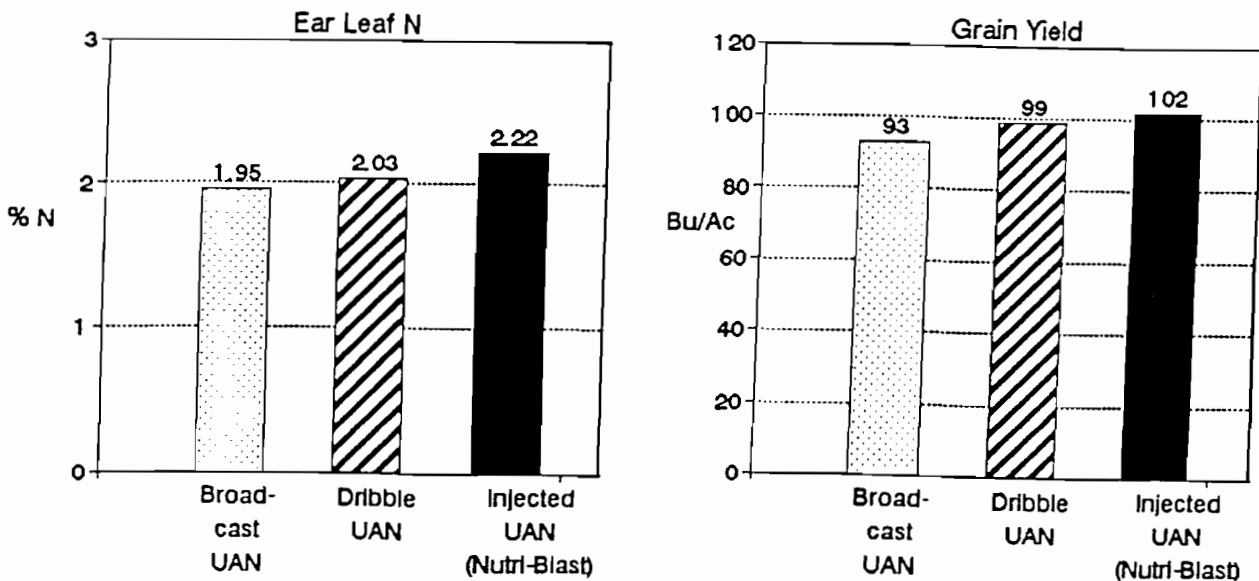 Ear Leaf N
3
2
1
0
% N
1.95
2.03
2.22
Broad-
cast
UAN
Dribble
UAN
Injected
UAN
(Nutri-Blast)
Grain Yield
120
100
80
60
40
20
0
Bu/Ac
93
99
102
Broad-
cast
UAN
Dribble
UAN
Injected
UAN
(Nutri-Blast)